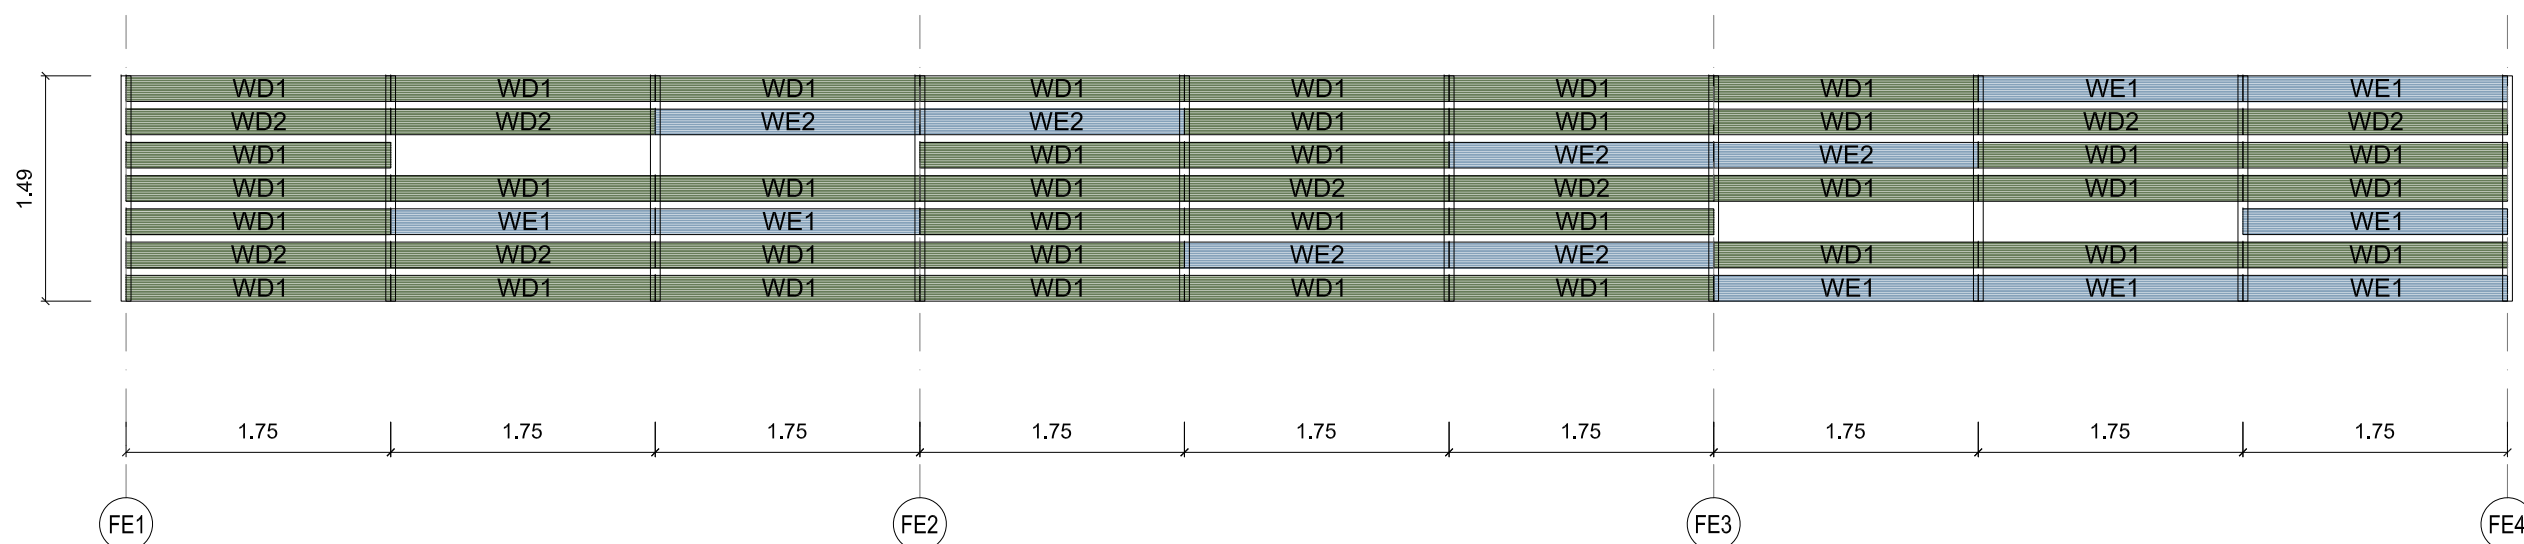 WD1 WD1 WD1 WD1 WD1 WD1 WD1 WE1 WE1
WD2 WD2 WE2 WE2 WD1 WD1 WD1 WD2 WD2
WD1 WD1 WD1 WE2 WE2 WD1 WD1
1.49
WD1 WD1 WD1 WD1 WD2 WD2 WD1 WD1 WD1
WD1 WE1 WE1 WD1 WD1 WD1 WE1
WD2 WD2 WD1 WD1 WE2 WE2 WD1 WD1 WD1
WD1 WD1 WD1 WD1 WD1 WD1 WE1 WE1 WE1
1.75 1.75 1.75 1.75 1.75 1.75 1.75 1.75 1.75
FE1 FE2 FE3 FE4